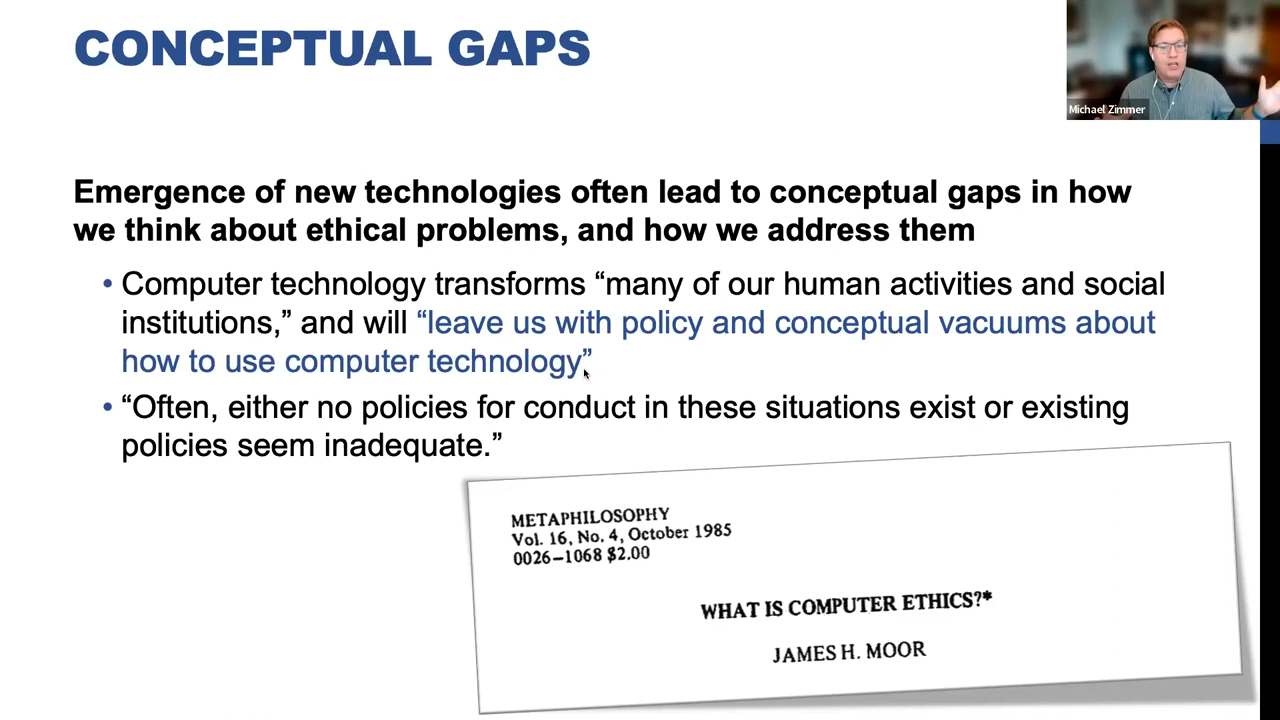 CONCEPTUAL GAPS
Michael Zimmer
Emergence of new technologies often lead to conceptual gaps in how
we think about ethical problems, and how we address them
• Computer technology transforms “many of our human activities and social
institutions,” and will “leave us with policy and conceptual vacuums about
how to use computer technology”
• “Often, either no policies for conduct in these situations exist or existing
policies seem inadequate.”
METAPHILOSOPHY
Vol. 16, No. 4, October 1985
0026–1068 $2.00
WHAT IS COMPUTER ETHICS?*
JAMES H. MOOR